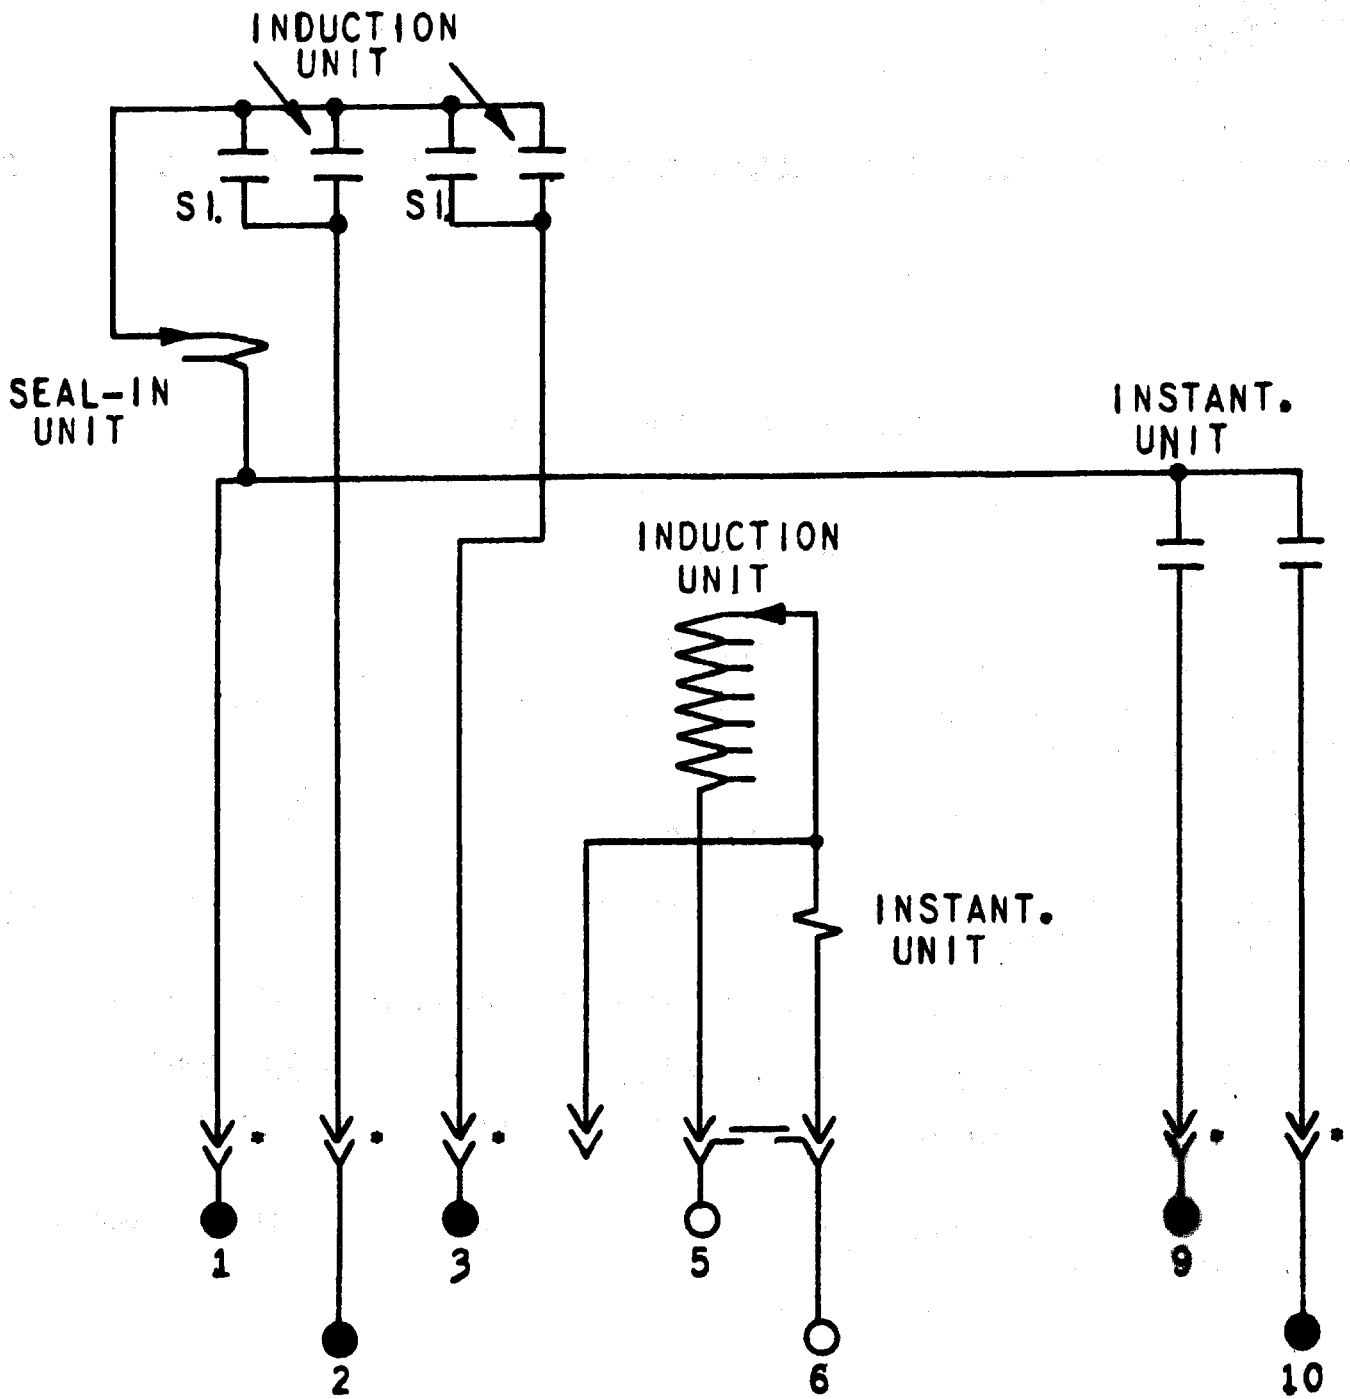 INDUCTION
UNIT
SI.
SI.
SEAL-IN
UNIT
INSTANT.
UNIT
INDUCTION
UNIT
INSTANT.
UNIT
* * * * *
1 3 5 9
2 6 10